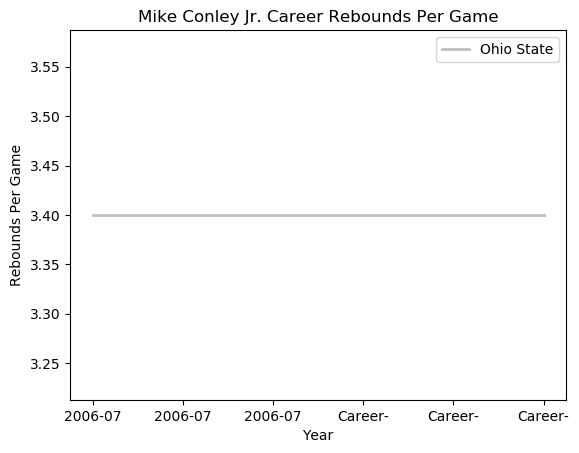 Mike Conley Jr. Career Rebounds Per Game
Ohio State
Rebounds Per Game
3.55
3.50
3.45
3.40
3.35
3.30
3.25
2006-07 2006-07 2006-07 Career- Career- Career-
Year